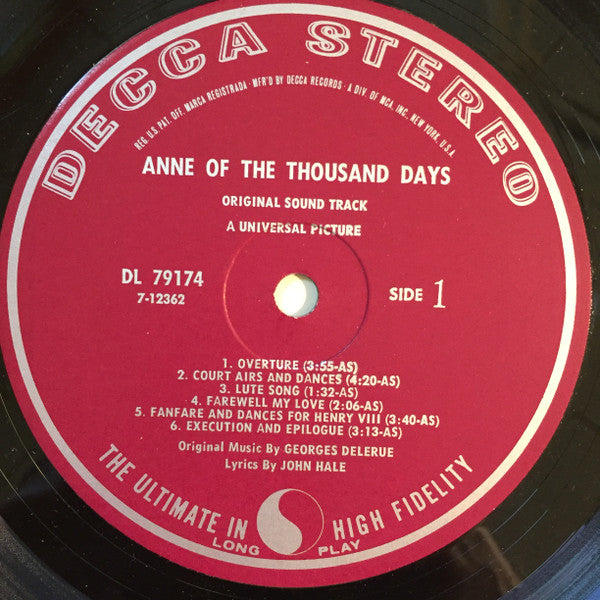 DECCA STEREO
REG. U.S. PAT. OFF. MARCA REGISTRADA · MFR'D BY DECCA RECORDS · A DIV. OF MCA, INC., NEW YORK, U.S.A.
ANNE OF THE THOUSAND DAYS
ORIGINAL SOUND TRACK
A UNIVERSAL PICTURE
DL 79174
7-12362
SIDE 1
1. OVERTURE (3:55-AS)
2. COURT AIRS AND DANCES (4:20-AS)
3. LUTE SONG (1:32-AS)
4. FAREWELL MY LOVE (2:06-AS)
5. FANFARE AND DANCES FOR HENRY VIII (3:40-AS)
6. EXECUTION AND EPILOGUE (3:13-AS)
Original Music By GEORGES DELERUE
Lyrics By JOHN HALE
THE ULTIMATE IN HIGH FIDELITY
LONG PLAY